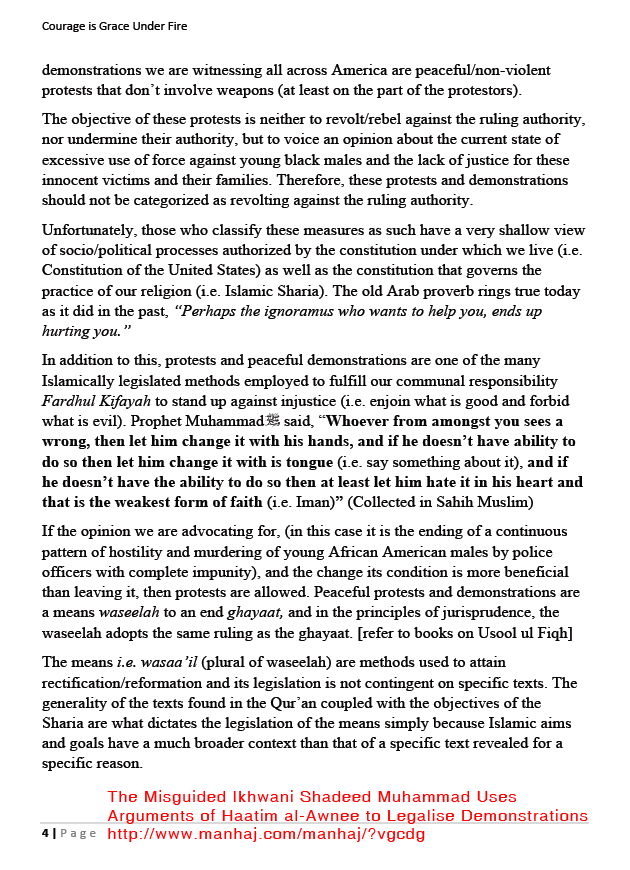 Courage is Grace Under Fire
demonstrations we are witnessing all across America are peaceful/non-violent
protests that don’t involve weapons (at least on the part of the protestors).
The objective of these protests is neither to revolt/rebel against the ruling authority,
nor undermine their authority, but to voice an opinion about the current state of
excessive use of force against young black males and the lack of justice for these
innocent victims and their families. Therefore, these protests and demonstrations
should not be categorized as revolting against the ruling authority.
Unfortunately, those who classify these measures as such have a very shallow view
of socio/political processes authorized by the constitution under which we live (i.e.
Constitution of the United States) as well as the constitution that governs the
practice of our religion (i.e. Islamic Sharia). The old Arab proverb rings true today
as it did in the past, “Perhaps the ignoramus who wants to help you, ends up
hurting you.”
In addition to this, protests and peaceful demonstrations are one of the many
Islamically legislated methods employed to fulfill our communal responsibility
Fardhul Kifayah to stand up against injustice (i.e. enjoin what is good and forbid
what is evil). Prophet Muhammadﷺ said, “Whoever from amongst you sees a
wrong, then let him change it with his hands, and if he doesn’t have ability to
do so then let him change it with is tongue (i.e. say something about it), and if
he doesn’t have the ability to do so then at least let him hate it in his heart and
that is the weakest form of faith (i.e. Iman)” (Collected in Sahih Muslim)
If the opinion we are advocating for, (in this case it is the ending of a continuous
pattern of hostility and murdering of young African American males by police
officers with complete impunity), and the change its condition is more beneficial
than leaving it, then protests are allowed. Peaceful protests and demonstrations are
a means waseelah to an end ghayaat, and in the principles of jurisprudence, the
waseelah adopts the same ruling as the ghayaat. [refer to books on Usool ul Fiqh]
The means i.e. wasaa’il (plural of waseelah) are methods used to attain
rectification/reformation and its legislation is not contingent on specific texts. The
generality of the texts found in the Qur’an coupled with the objectives of the
Sharia are what dictates the legislation of the means simply because Islamic aims
and goals have a much broader context than that of a specific text revealed for a
specific reason.
The Misguided Ikhwani Shadeed Muhammad Uses
Arguments of Haatim al-Awnee to Legalise Demonstrations
4 | Page http://www.manhaj.com/manhaj/?vgcdg